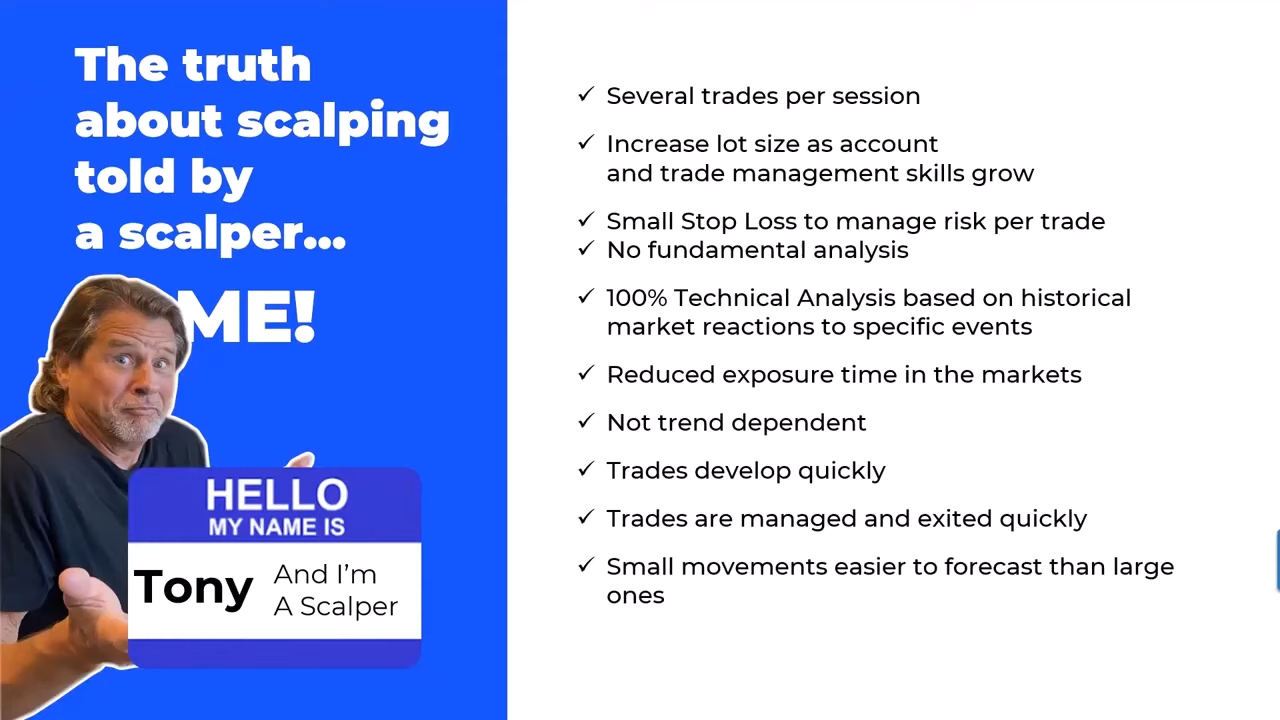 The truth
about scalping
told by
a scalper...
ME!
HELLO
MY NAME IS
Tony
And I’m
A Scalper
✓ Several trades per session
✓ Increase lot size as account
and trade management skills grow
✓ Small Stop Loss to manage risk per trade
✓ No fundamental analysis
✓ 100% Technical Analysis based on historical
market reactions to specific events
✓ Reduced exposure time in the markets
✓ Not trend dependent
✓ Trades develop quickly
✓ Trades are managed and exited quickly
✓ Small movements easier to forecast than large
ones